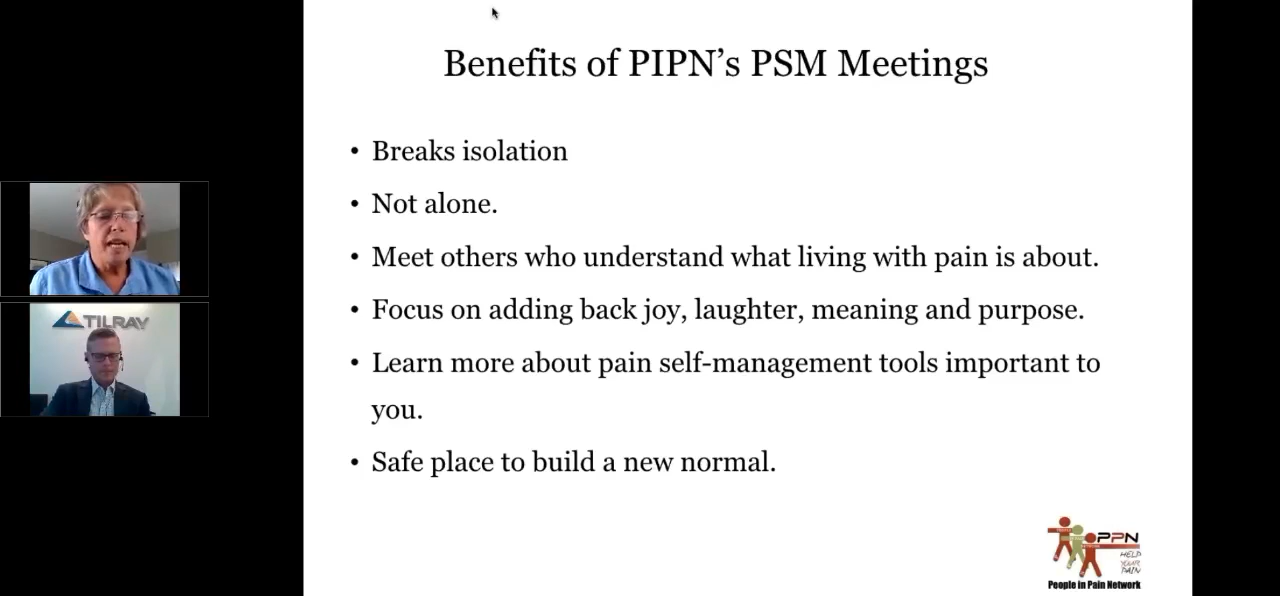 Benefits of PIPN’s PSM Meetings
• Breaks isolation
• Not alone.
• Meet others who understand what living with pain is about.
• Focus on adding back joy, laughter, meaning and purpose.
• Learn more about pain self-management tools important to
you.
• Safe place to build a new normal.
TILRAY
PPN
HELP
YOUR
PAIN
People in Pain Network